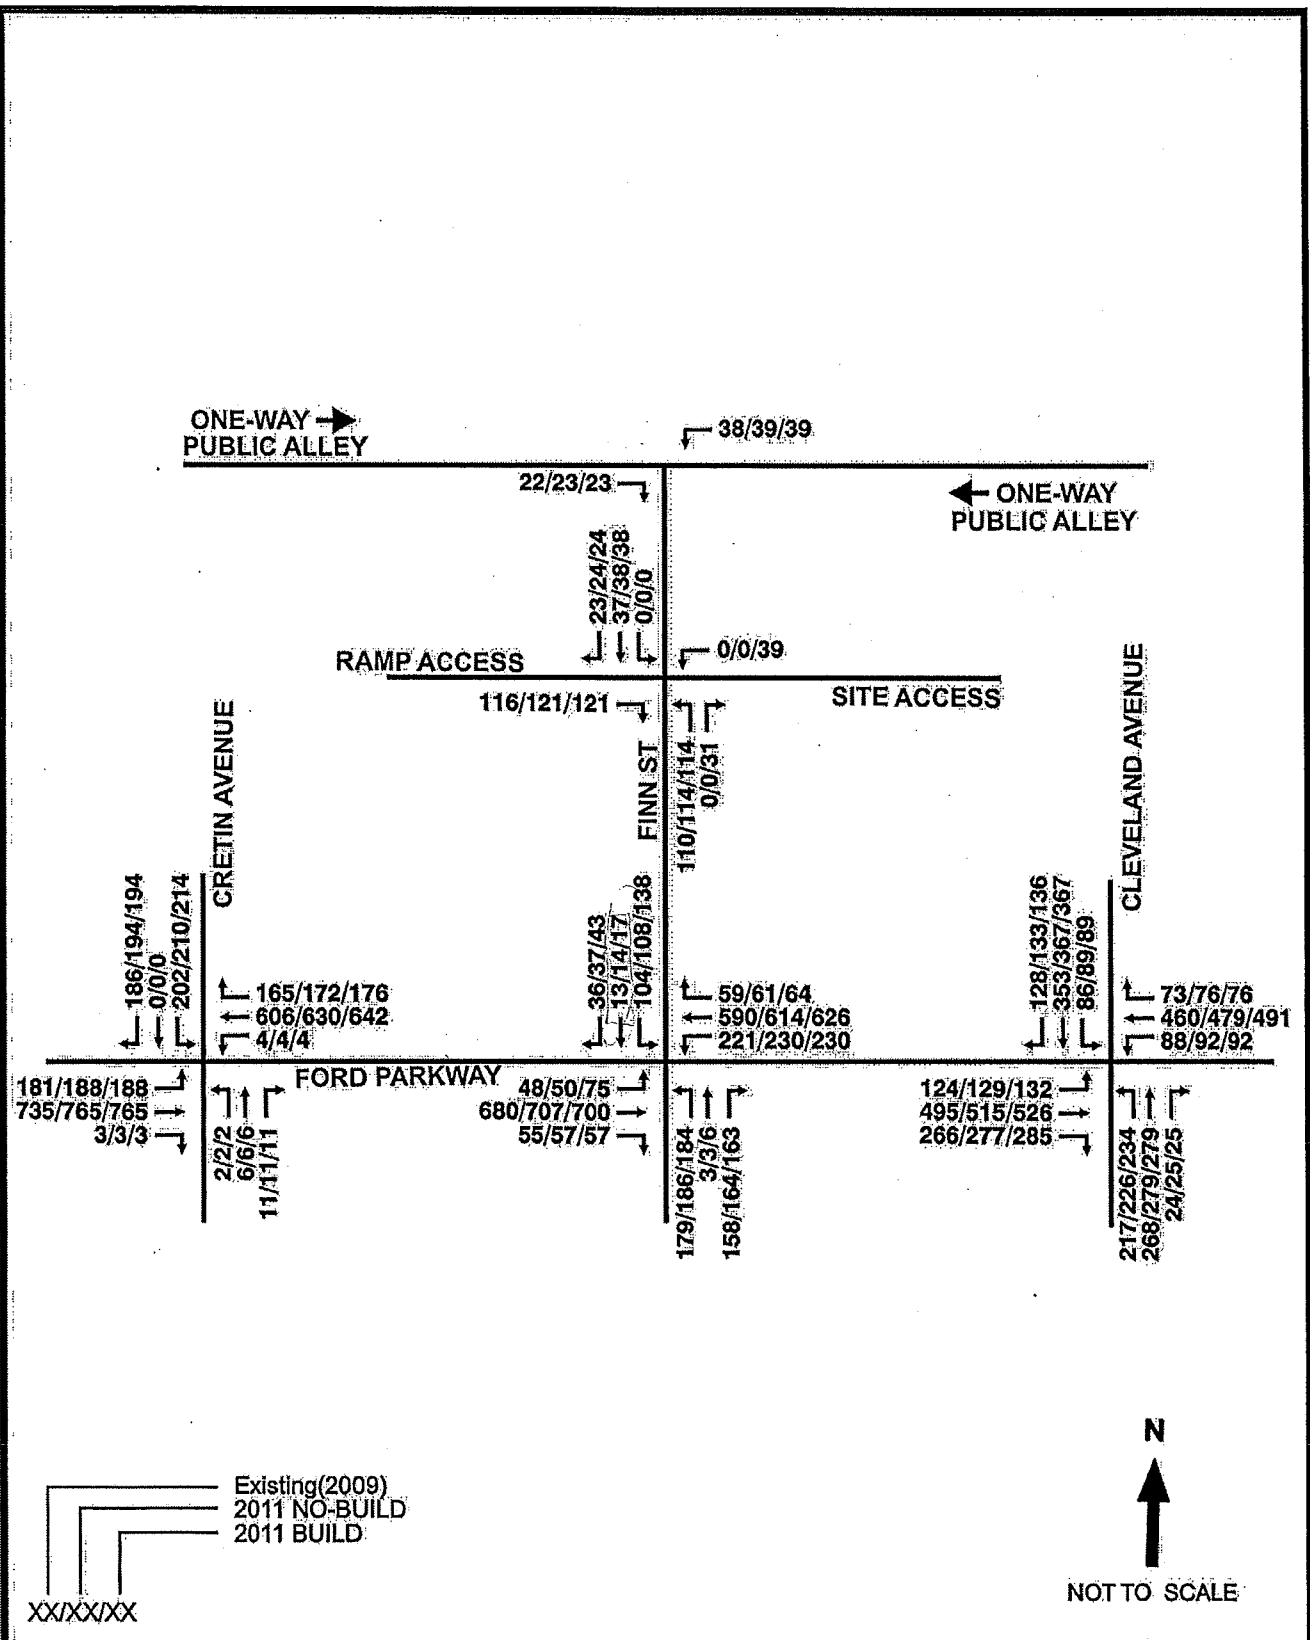 ONE-WAY
PUBLIC ALLEY
38/39/39
22/23/23
ONE-WAY
PUBLIC ALLEY
23/24/24
37/38/38
0/0/0
RAMP ACCESS
0/0/39
116/121/121
SITE ACCESS
110/114/114
0/0/31
FINN ST
CRETIN AVENUE
CLEVELAND AVENUE
186/194/194
0/0/0
202/210/214
165/172/176
606/630/642
4/4/4
36/37/43
13/14/17
104/108/138
59/61/64
590/614/626
221/230/230
128/133/136
353/367/367
86/89/89
73/76/76
460/479/491
88/92/92
FORD PARKWAY
181/188/188
735/765/765
3/3/3
2/2/2
6/6/6
11/11/11
48/50/75
680/707/700
55/57/57
179/186/184
3/3/6
158/164/163
124/129/132
495/515/526
266/277/285
217/226/234
268/279/279
24/25/25
Existing(2009)
2011 NO-BUILD
2011 BUILD
XX/XX/XX
N
NOT TO SCALE